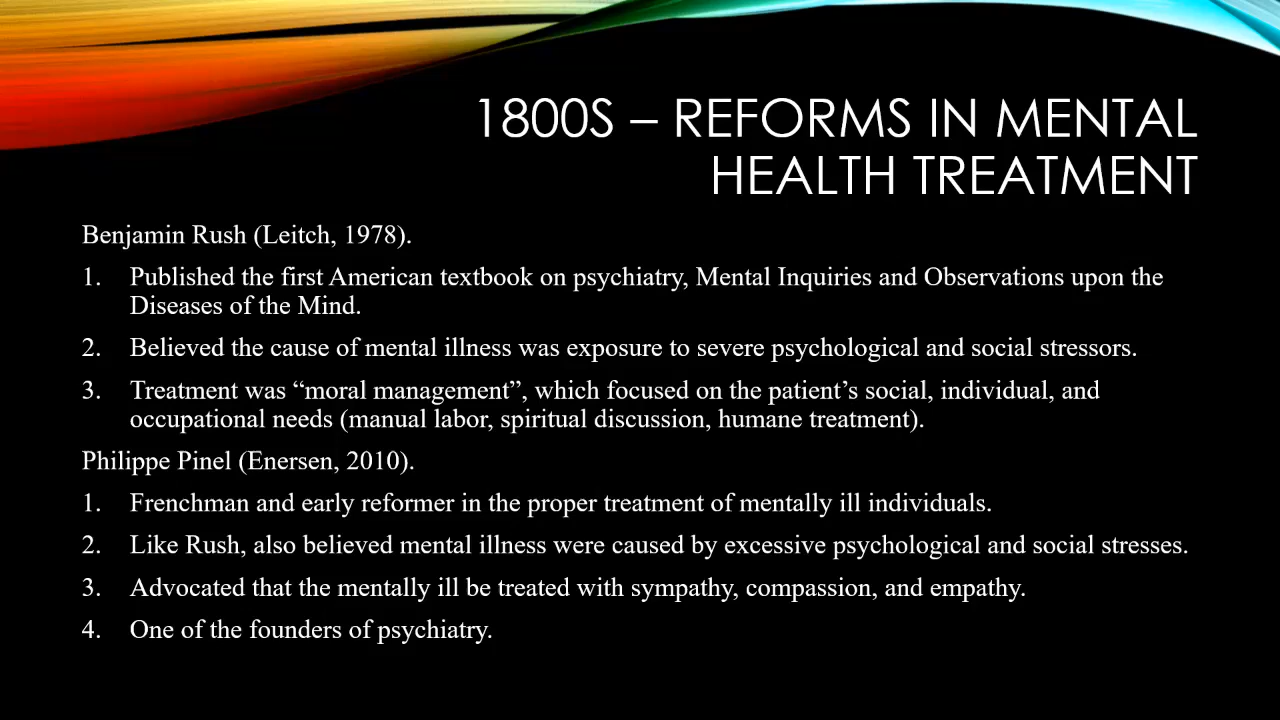 1800S – REFORMS IN MENTAL
HEALTH TREATMENT
Benjamin Rush (Leitch, 1978).
1. Published the first American textbook on psychiatry, Mental Inquiries and Observations upon the
Diseases of the Mind.
2. Believed the cause of mental illness was exposure to severe psychological and social stressors.
3. Treatment was “moral management”, which focused on the patient’s social, individual, and
occupational needs (manual labor, spiritual discussion, humane treatment).
Philippe Pinel (Enersen, 2010).
1. Frenchman and early reformer in the proper treatment of mentally ill individuals.
2. Like Rush, also believed mental illness were caused by excessive psychological and social stresses.
3. Advocated that the mentally ill be treated with sympathy, compassion, and empathy.
4. One of the founders of psychiatry.